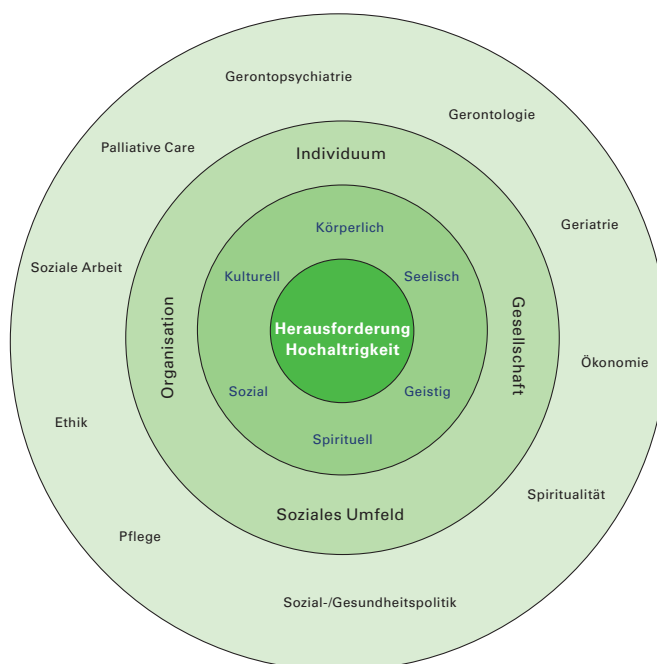 Gerontopsychiatrie
Gerontologie
Palliative Care
Individuum
Geriatrie
Körperlich
Soziale Arbeit
Kulturell
Seelisch
Organisation
Herausforderung
Hochaltrigkeit
Gesellschaft
Ökonomie
Sozial
Geistig
Ethik
Spirituell
Spiritualität
Soziales Umfeld
Pflege
Sozial-/Gesundheitspolitik